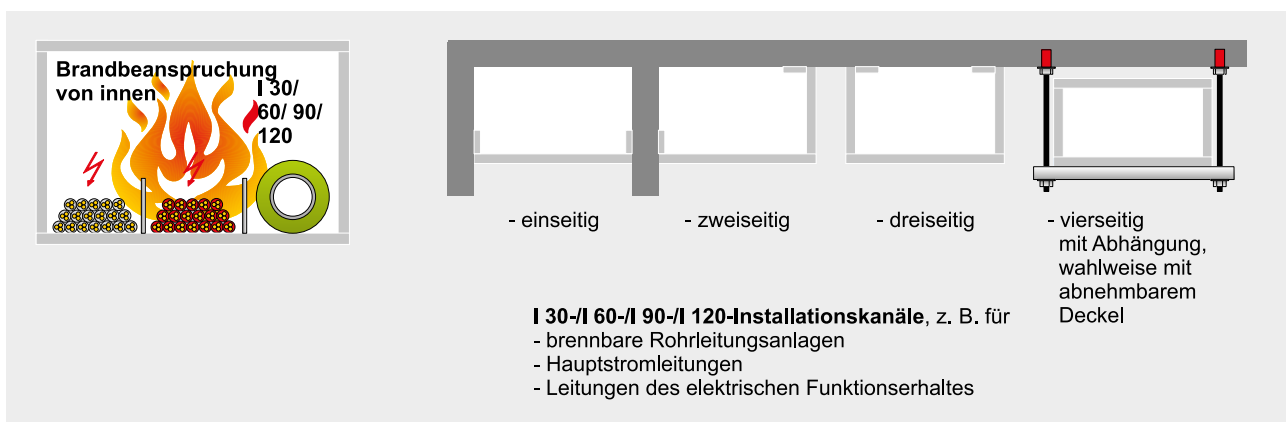 Brandbeanspruchung
von innen
I 30/
60/ 90/
120
- einseitig
- zweiseitig
- dreiseitig
- vierseitig
mit Abhängung,
wahlweise mit
abnehmbarem
Deckel
I 30-/I 60-/I 90-/I 120-Installationskanäle, z. B. für
- brennbare Rohrleitungsanlagen
- Hauptstromleitungen
- Leitungen des elektrischen Funktionserhaltes